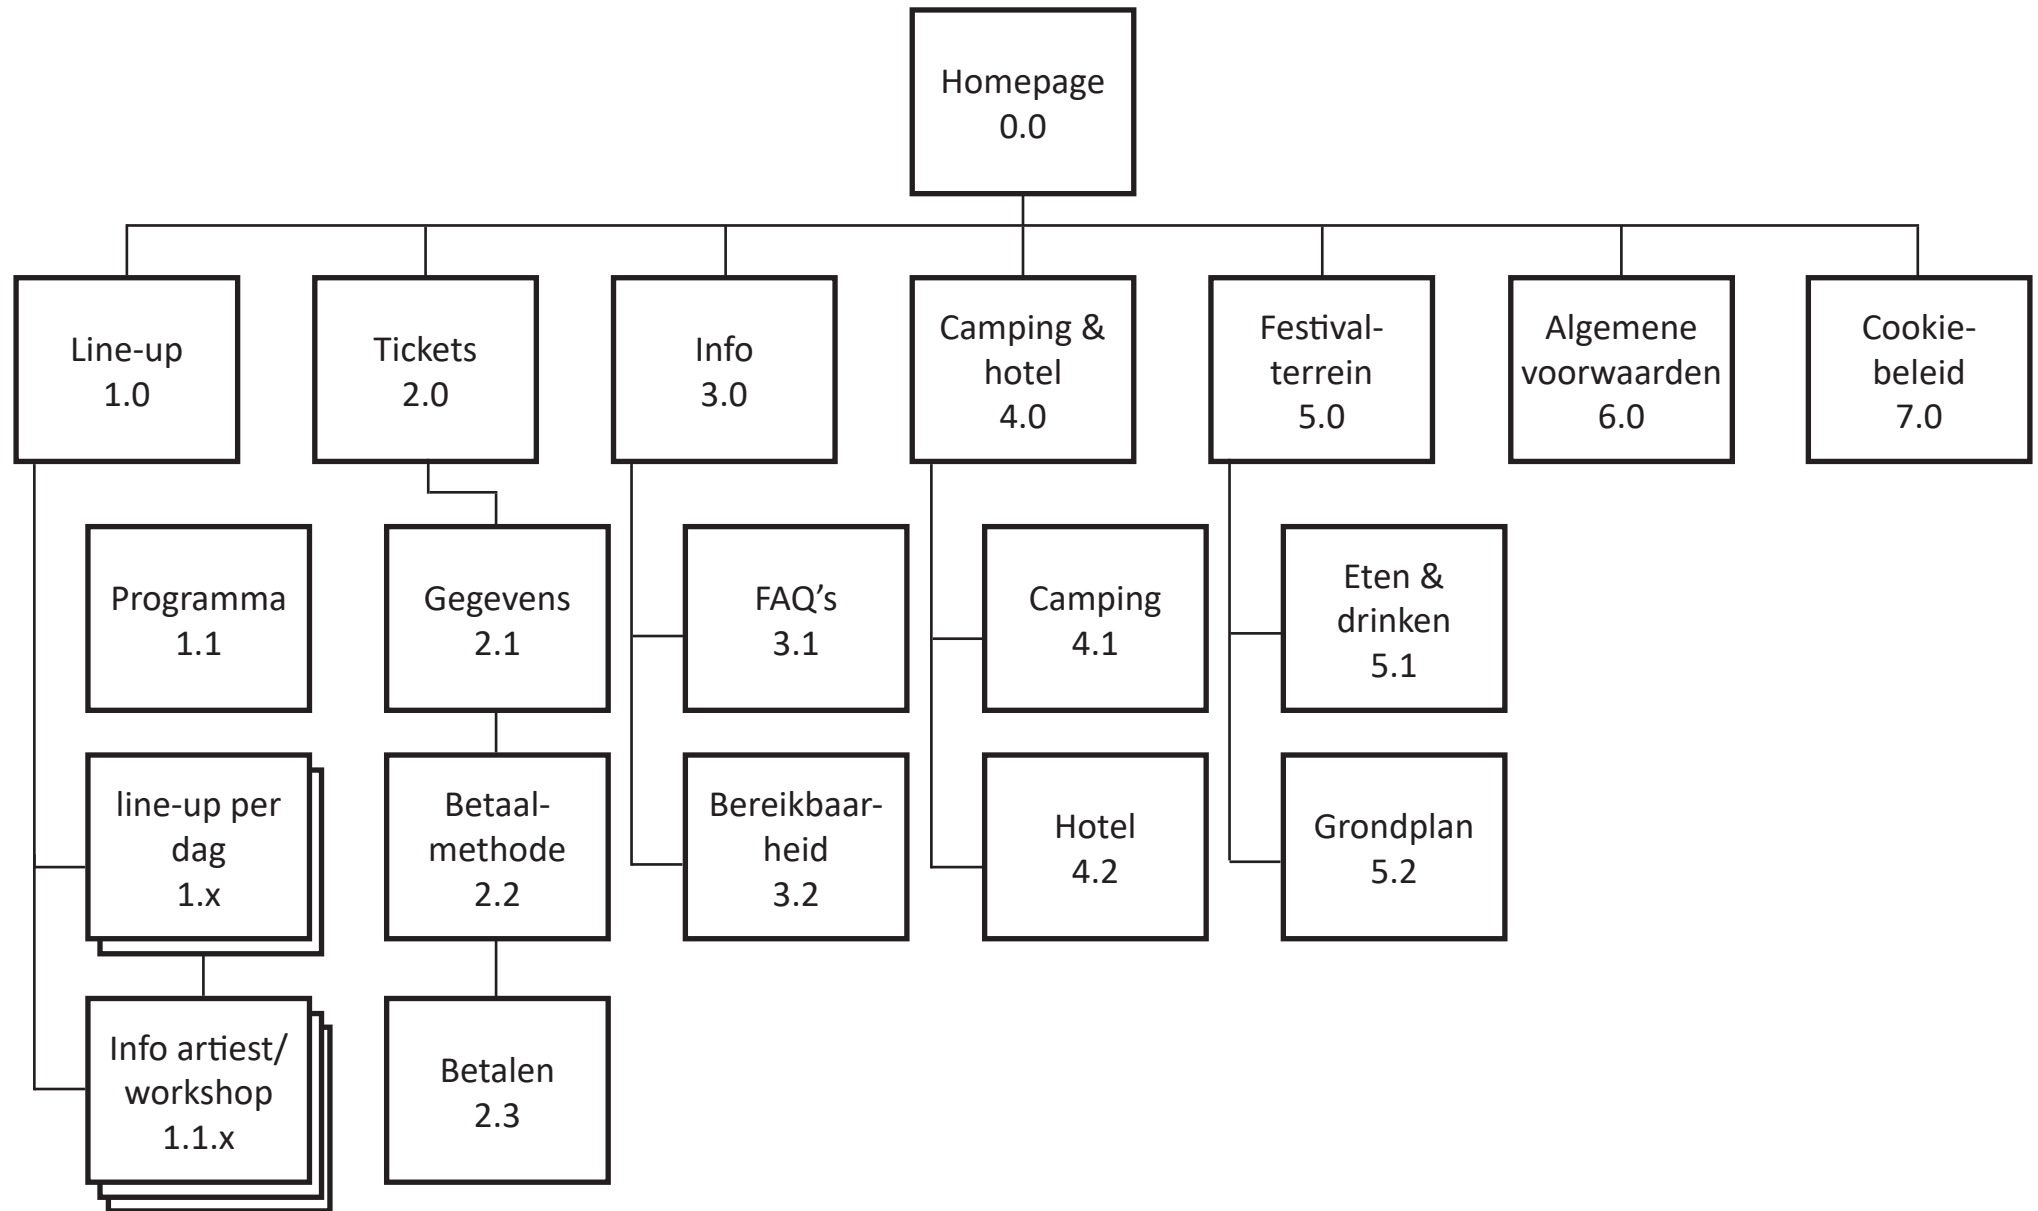 Homepage
0.0
Line-up
1.0
Tickets
2.0
Info
3.0
Camping &
hotel
4.0
Festival-
terrein
5.0
Algemene
voorwaarden
6.0
Cookie-
beleid
7.0
Programma
1.1
Gegevens
2.1
FAQ’s
3.1
Camping
4.1
Eten &
drinken
5.1
line-up per
dag
1.x
Betaal-
methode
2.2
Bereikbaar-
heid
3.2
Hotel
4.2
Grondplan
5.2
Info artiest/
workshop
1.1.x
Betalen
2.3